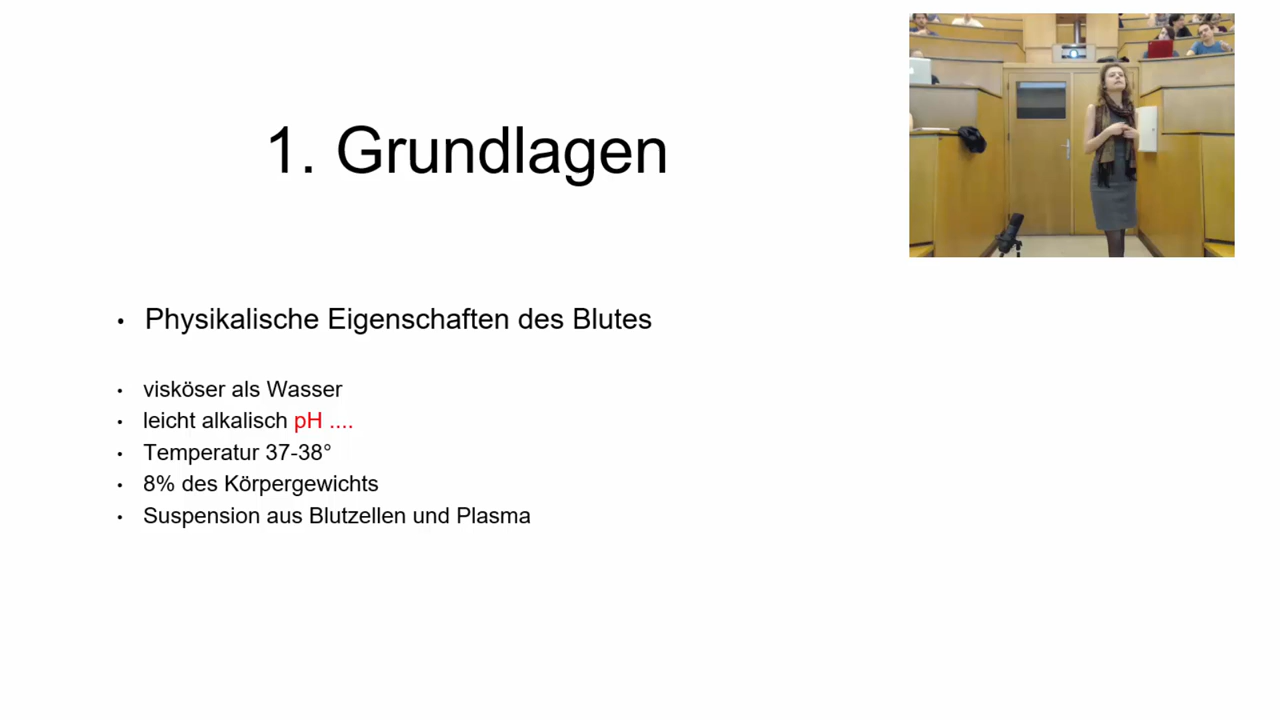 1. Grundlagen
• Physikalische Eigenschaften des Blutes
• visköser als Wasser
• leicht alkalisch pH ....
• Temperatur 37-38°
• 8% des Körpergewichts
• Suspension aus Blutzellen und Plasma